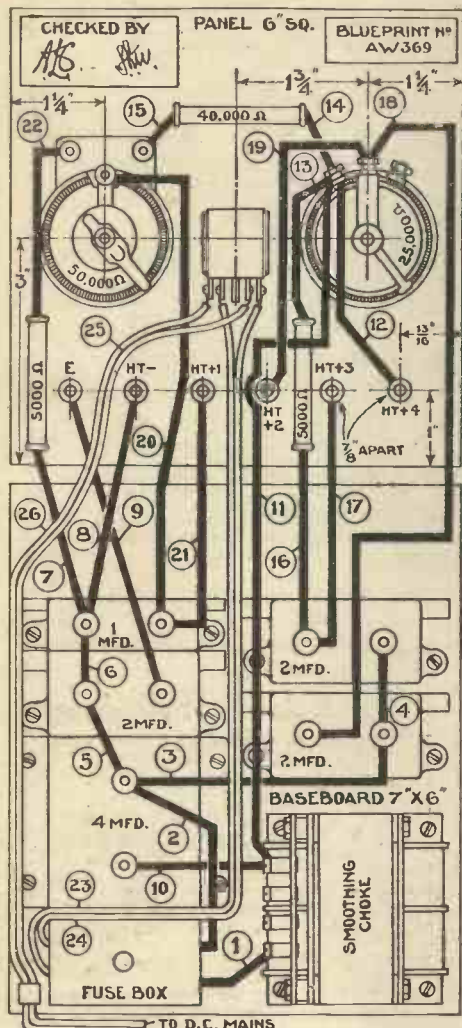 CHECKED BY
PANEL 6" SQ.
BLUEPRINT Nº
AW369
1¼"
1¾"
1¼"
15
40,000 Ω
14
18
22
19
13
50,000Ω
25,000 Ω
3"
25
12
13/16"
5000 Ω
5000 Ω
E
HT-
HT+1
HT
+2
HT+3
HT+4
⅞" APART
1"
20
26
8
9
21
11
17
7
16
1
MFD.
2MFD.
6
2MFD.
4
5
3
2MFD.
BASEBOARD 7"X6"
4MFD.
2
10
SMOOTHING
CHOKE
23
24
1
FUSE BOX
TO D.C. MAINS